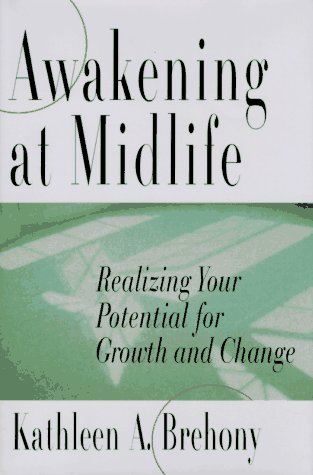 Awakening
at Midlife
Realizing Your
Potential for
Growth and Change
Kathleen A. Brehony